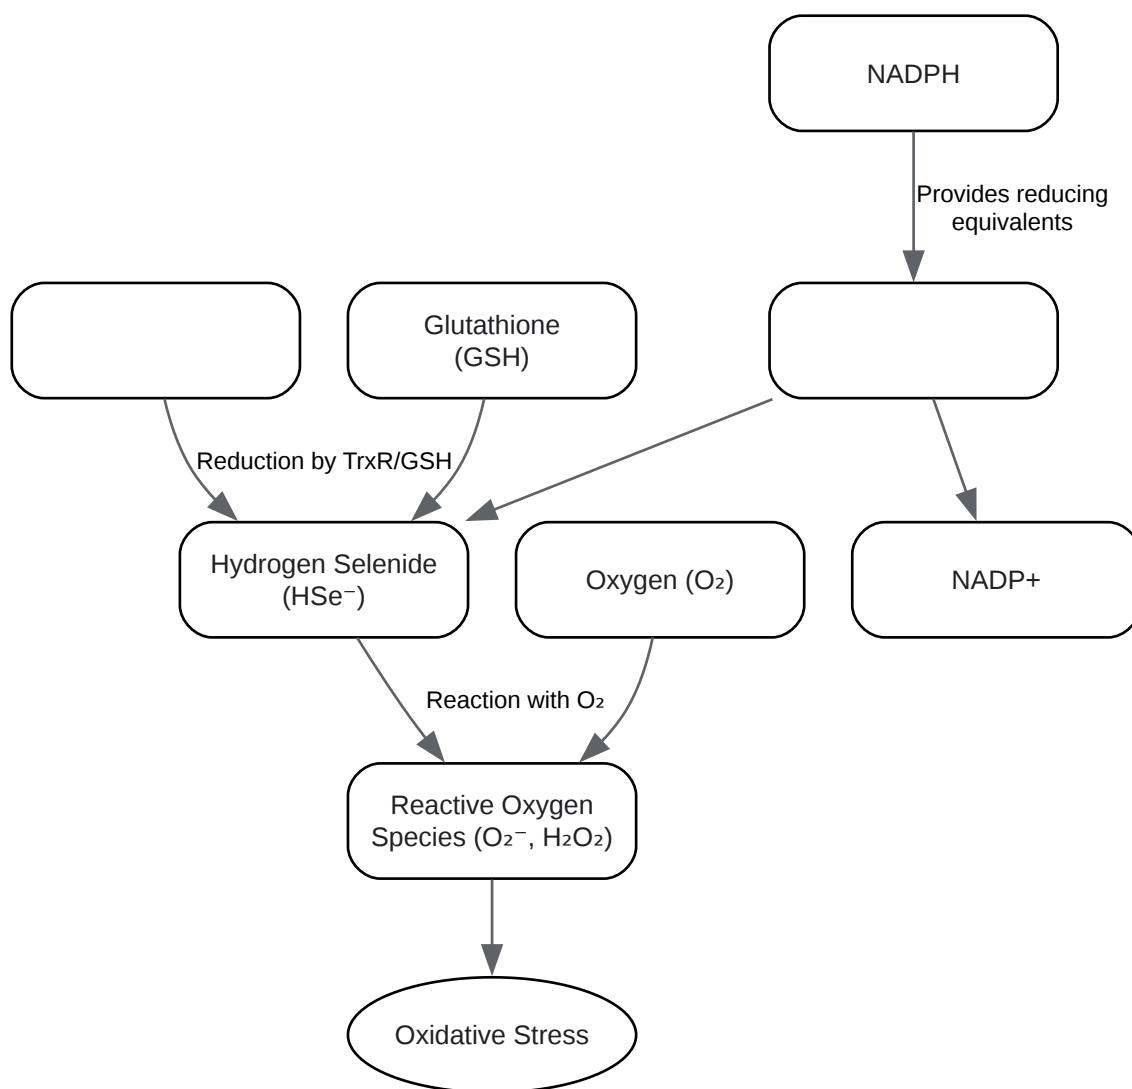 NADPH
Provides reducing
equivalents
Glutathione
(GSH)
Reduction by TrxR/GSH
Hydrogen Selenide
(HSe⁻)
Oxygen (O₂)
NADP+
Reaction with O₂
Reactive Oxygen
Species (O₂⁻, H₂O₂)
Oxidative Stress